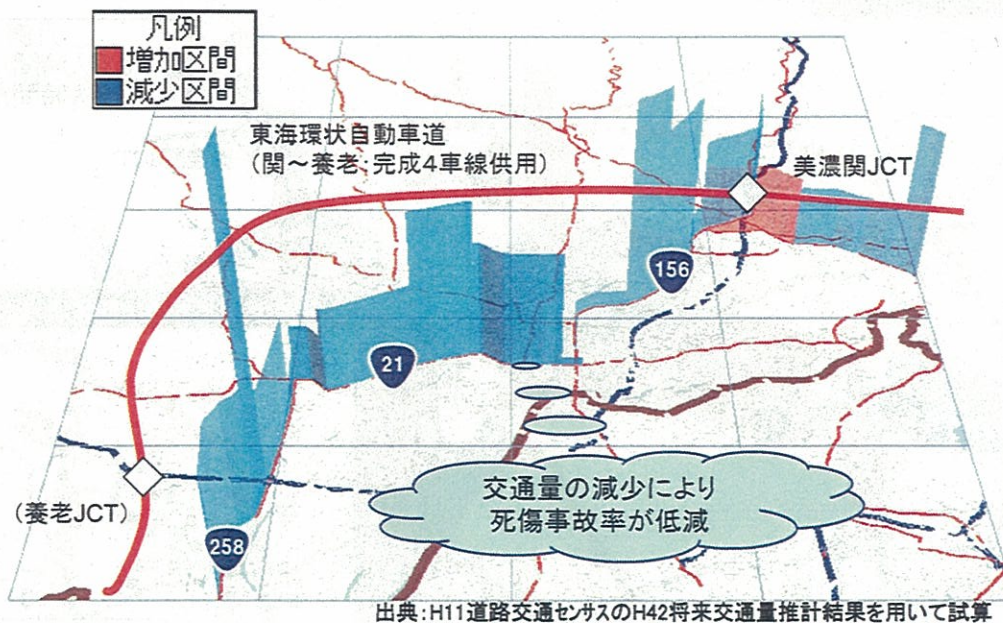 凡例
増加区間
減少区間
東海環状自動車道
(関～養老:完成4車線供用)
美濃関JCT
156
21
(養老JCT)
258
交通量の減少により
死傷事故率が低減
出典:H11道路交通センサスのH42将来交通量推計結果を用いて試算